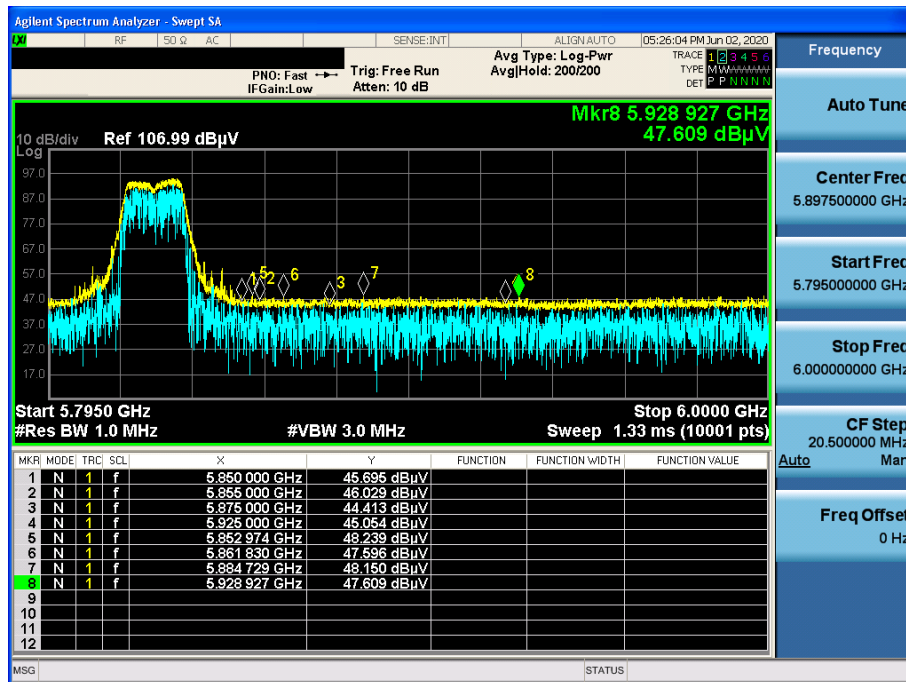 Agilent Spectrum Analyzer - Swept SA
LXI RF 50 Ω AC SENSE:INT ALIGN AUTO 05:26:04 PM Jun 02, 2020
PNO: Fast Trig: Free Run Avg Type: Log-Pwr TRACE 1 2 3 4 5 6
IFGain:Low Atten: 10 dB Avg|Hold: 200/200 TYPE M W W W W W
DET P P N N N N
Mkr8 5.928 927 GHz
47.609 dBµV
10 dB/div Ref 106.99 dBµV
Log
97.0
87.0
77.0
67.0
57.0
47.0
37.0
27.0
17.0
1 5 2 6 3 7 8
Start 5.7950 GHz Stop 6.0000 GHz
#Res BW 1.0 MHz #VBW 3.0 MHz Sweep 1.33 ms (10001 pts)
MKR MODE TRC SCL X Y FUNCTION FUNCTION WIDTH FUNCTION VALUE
1 N 1 f 5.850 000 GHz 45.695 dBµV
2 N 1 f 5.855 000 GHz 46.029 dBµV
3 N 1 f 5.875 000 GHz 44.413 dBµV
4 N 1 f 5.925 000 GHz 45.054 dBµV
5 N 1 f 5.852 974 GHz 48.239 dBµV
6 N 1 f 5.861 830 GHz 47.596 dBµV
7 N 1 f 5.884 729 GHz 48.150 dBµV
8 N 1 f 5.928 927 GHz 47.609 dBµV
9
10
11
12
MSG STATUS
Frequency
Auto Tune
Center Freq
5.897500000 GHz
Start Freq
5.795000000 GHz
Stop Freq
6.000000000 GHz
CF Step
20.500000 MHz
Auto Man
Freq Offset
0 Hz